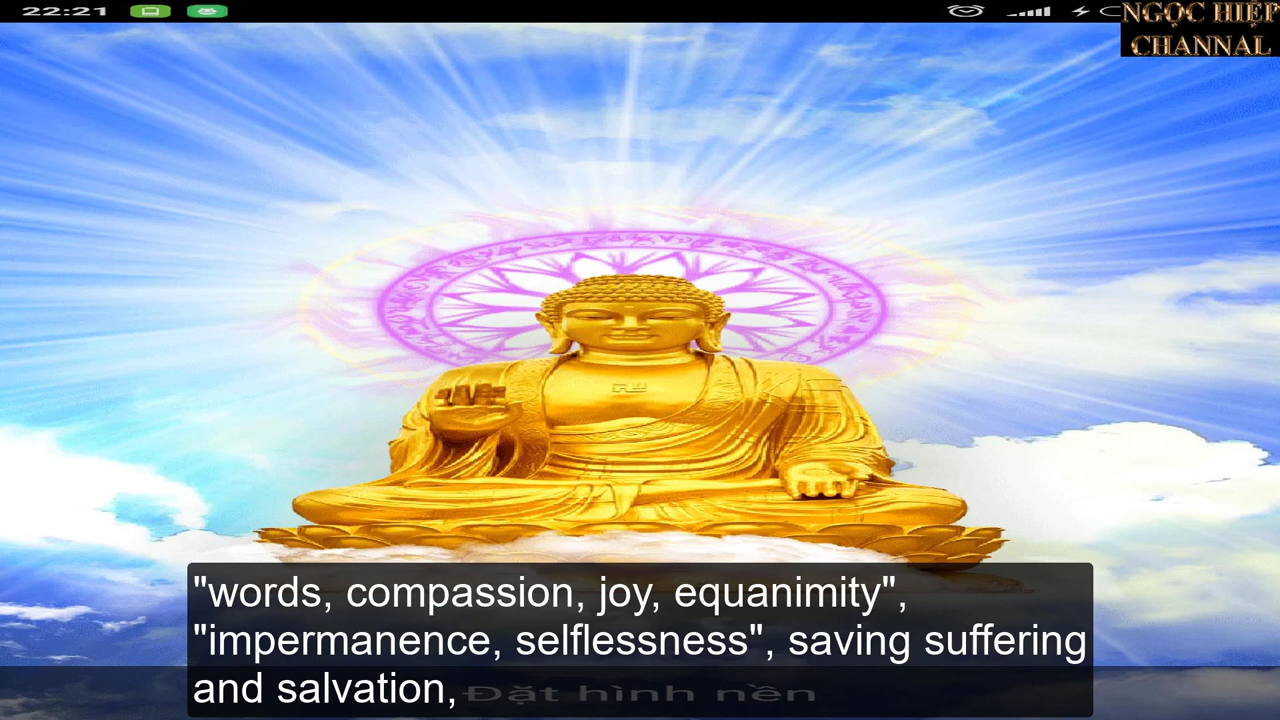 22:21
NGỌC HIỆP
CHANNAL
"words, compassion, joy, equanimity",
"impermanence, selflessness", saving suffering
and salvation,
Đặt hình nền